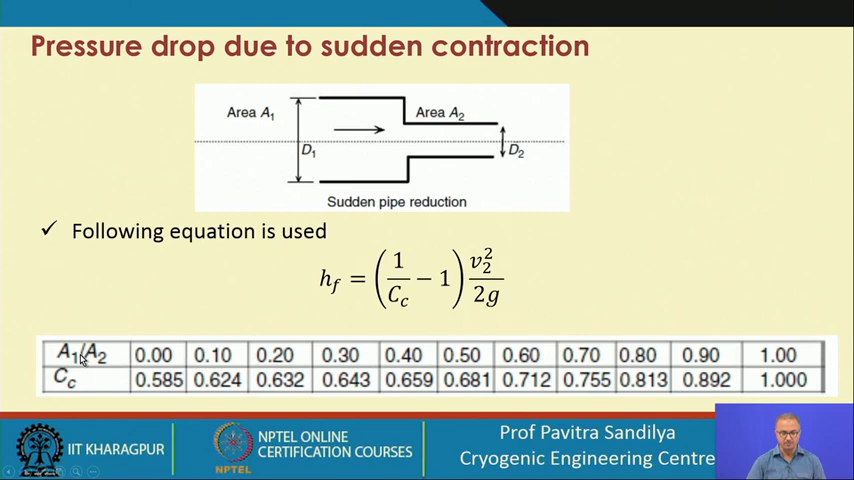 Pressure drop due to sudden contraction
Area A₁
Area A₂
D₁
D₂
Sudden pipe reduction
✓ Following equation is used
h_f = (1/C_c − 1) v₂²/2g
A₁/A₂ 0.00 0.10 0.20 0.30 0.40 0.50 0.60 0.70 0.80 0.90 1.00
C_c 0.585 0.624 0.632 0.643 0.659 0.681 0.712 0.755 0.813 0.892 1.000
IIT KHARAGPUR
NPTEL
NPTEL ONLINE
CERTIFICATION COURSES
Prof Pavitra Sandilya
Cryogenic Engineering Centre